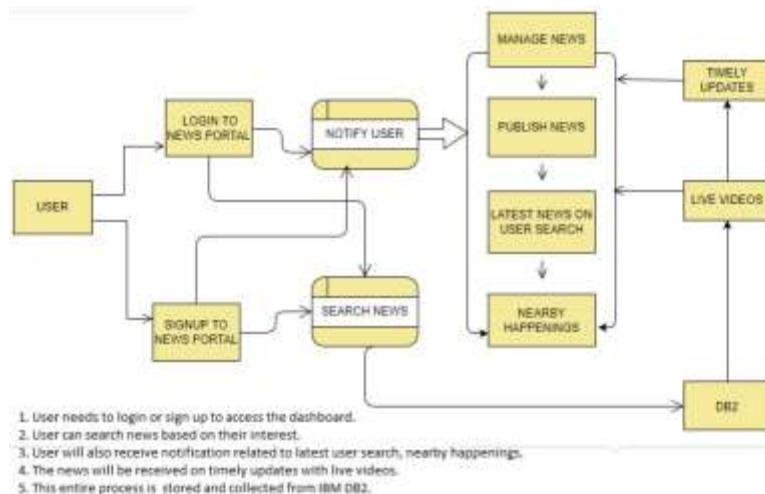 MANAGE NEWS
TIMELY
UPDATES
LOGIN TO
NEWS PORTAL
NOTIFY USER
PUBLISH NEWS
USER
LATEST NEWS ON
USER SEARCH
LIVE VIDEOS
SEARCH NEWS
SIGNUP TO
NEWS PORTAL
NEARBY
HAPPENINGS
DB2
1. User needs to login or sign up to access the dashboard.
2. User can search news based on their interest.
3. User will also receive notification related to latest user search, nearby happenings.
4. The news will be received on timely updates with live videos.
5. This entire process is stored and collected from IBM DB2.